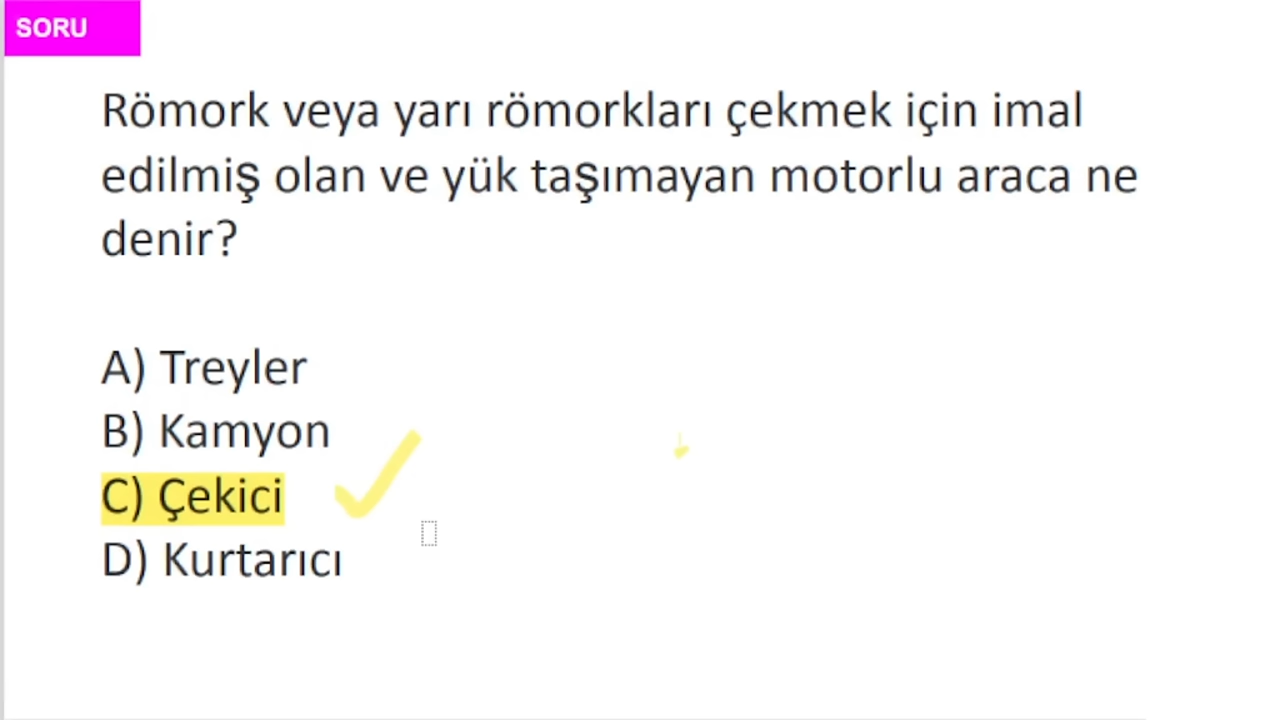 SORU
Römork veya yarı römorkları çekmek için imal
edilmiş olan ve yük taşımayan motorlu araca ne
denir?
A) Treyler
B) Kamyon
C) Çekici
D) Kurtarıcı